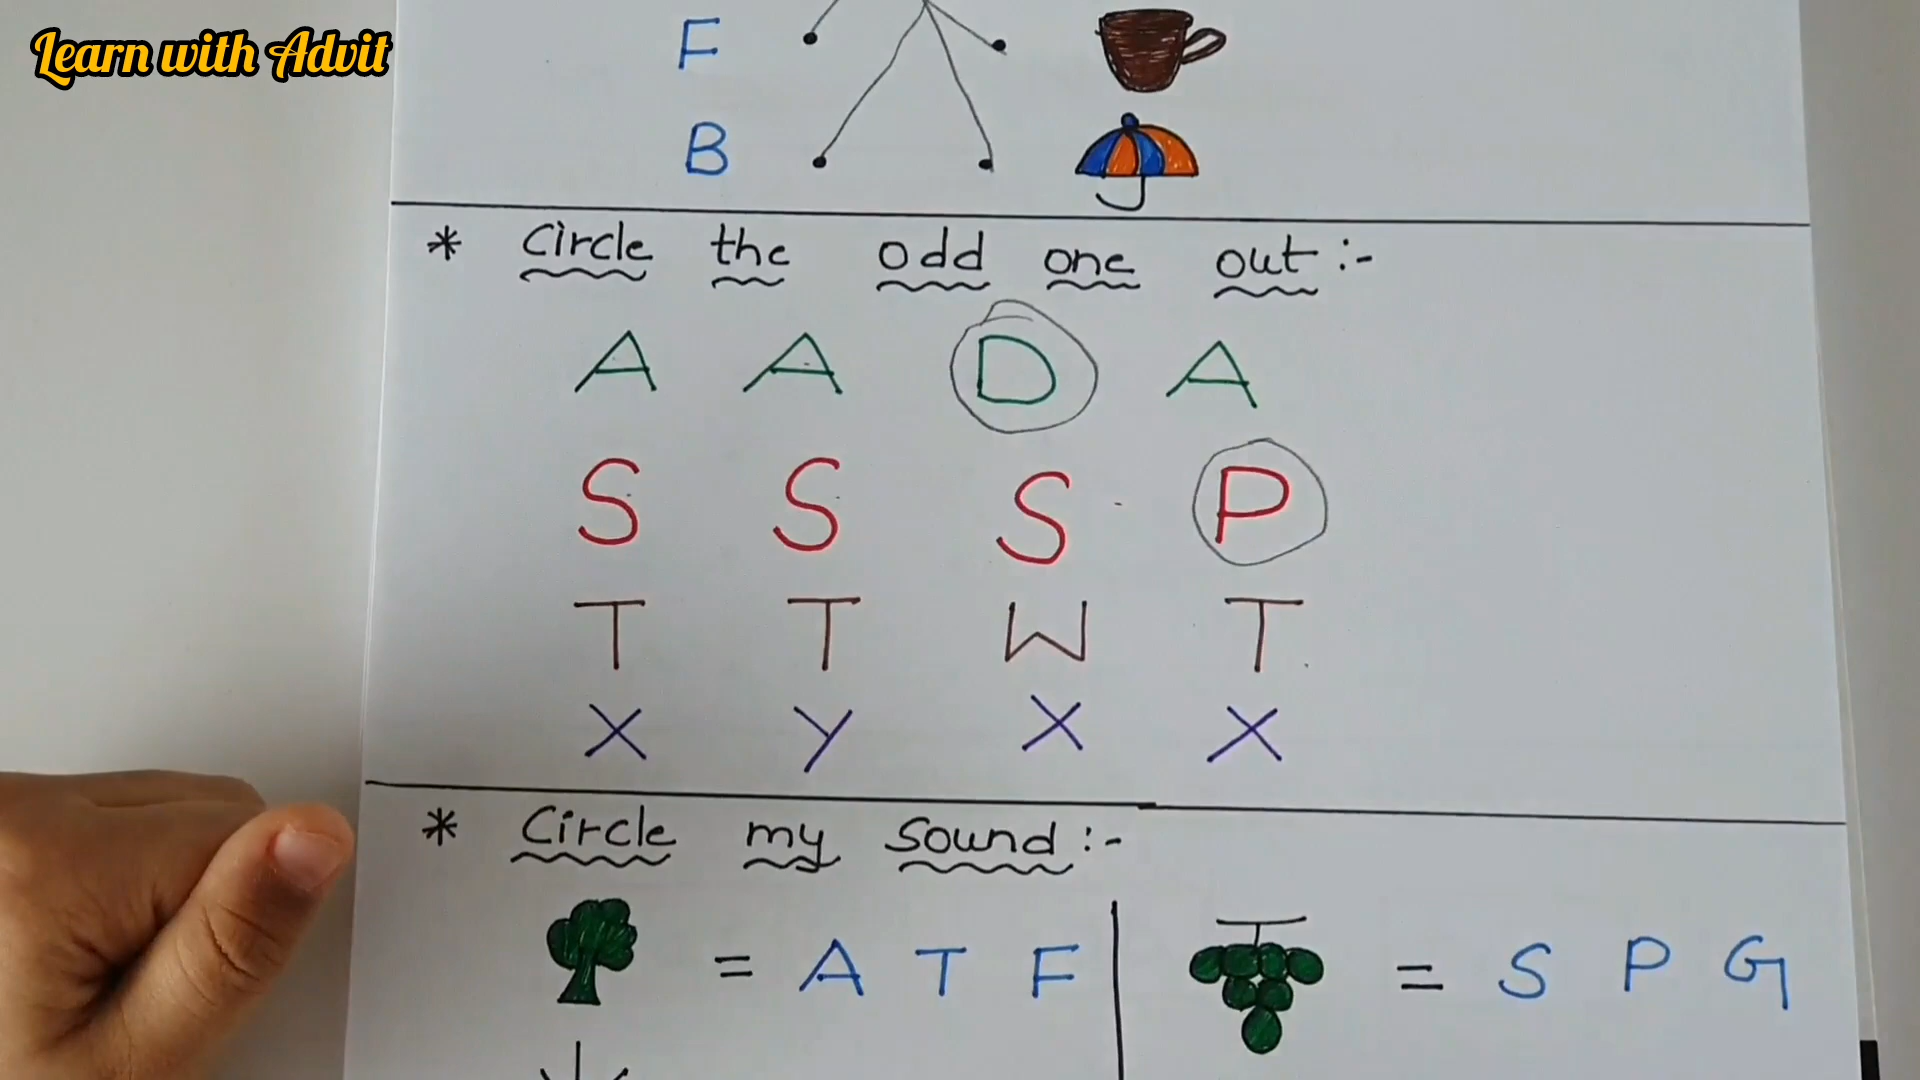 Learn with Advit
F
B
* Circle the odd one out :-
A A D A
S S S P
T T W T
X Y X X
* Circle my Sound :-
= A T F = S P G